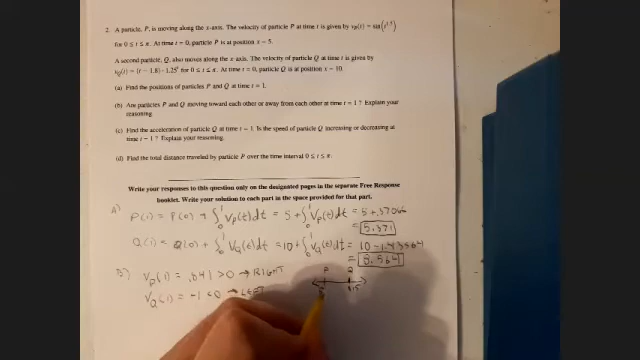 2. A particle, P, is moving along the x-axis. The velocity of particle P at time t is given by vP(t) = sin(t^1.5)
for 0 ≤ t ≤ π. At time t = 0, particle P is at position x = 5.
A second particle, Q, also moves along the x-axis. The velocity of particle Q at time t is given by
vQ(t) = (t − 1.8) · 1.25^t for 0 ≤ t ≤ π. At time t = 0, particle Q is at position x = 10.
(a) Find the positions of particles P and Q at time t = 1.
(b) Are particles P and Q moving toward each other or away from each other at time t = 1 ? Explain your
reasoning.
(c) Find the acceleration of particle Q at time t = 1. Is the speed of particle Q increasing or decreasing at
time t = 1 ? Explain your reasoning.
(d) Find the total distance traveled by particle P over the time interval 0 ≤ t ≤ π.
Write your responses to this question only on the designated pages in the separate Free Response
booklet. Write your solution to each part in the space provided for that part.
A) P(1) = P(0) + ∫₀¹ Vp(t)dt = 5 + ∫₀¹ Vp(t)dt = 5 + .37066
= 5.371
Q(1) = Q(0) + ∫₀¹ VQ(t)dt = 10 + ∫₀¹ VQ(t)dt = 10 -1.43564
= 8.564
B) Vp(1) = .841 > 0 → RIGHT P Q
VQ(1) = -1 < 0 → LEFT